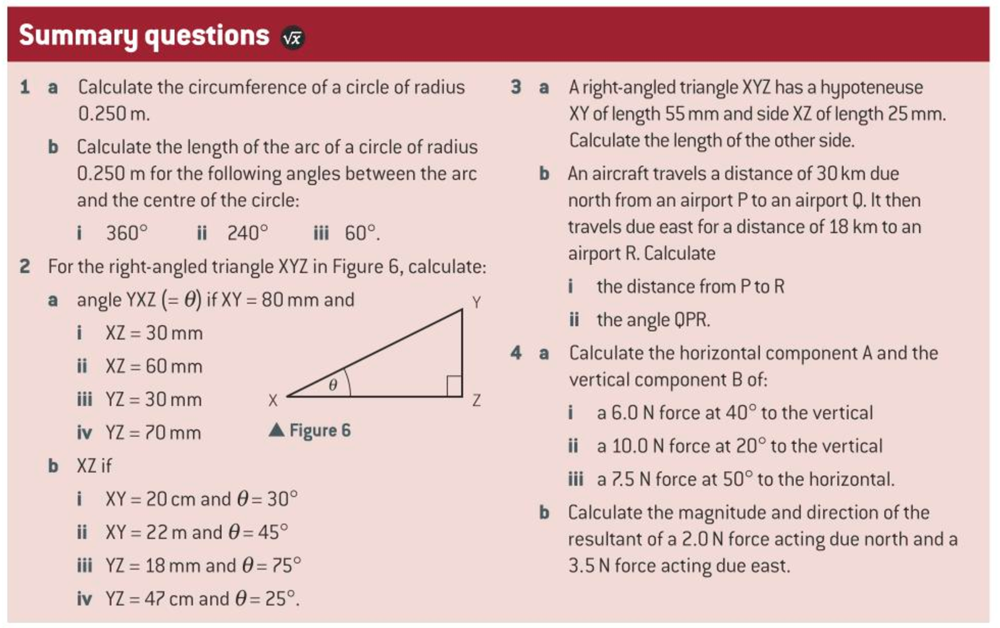 Summary questions √x
1 a Calculate the circumference of a circle of radius
0.250 m.
b Calculate the length of the arc of a circle of radius
0.250 m for the following angles between the arc
and the centre of the circle:
i 360° ii 240° iii 60°.
2 For the right-angled triangle XYZ in Figure 6, calculate:
a angle YXZ (= θ) if XY = 80 mm and
i XZ = 30 mm
ii XZ = 60 mm
iii YZ = 30 mm
iv YZ = 70 mm
Y
θ
X
Z
▲ Figure 6
b XZ if
i XY = 20 cm and θ = 30°
ii XY = 22 m and θ = 45°
iii YZ = 18 mm and θ = 75°
iv YZ = 47 cm and θ = 25°.
3 a A right-angled triangle XYZ has a hypoteneuse
XY of length 55 mm and side XZ of length 25 mm.
Calculate the length of the other side.
b An aircraft travels a distance of 30 km due
north from an airport P to an airport Q. It then
travels due east for a distance of 18 km to an
airport R. Calculate
i the distance from P to R
ii the angle QPR.
4 a Calculate the horizontal component A and the
vertical component B of:
i a 6.0 N force at 40° to the vertical
ii a 10.0 N force at 20° to the vertical
iii a 7.5 N force at 50° to the horizontal.
b Calculate the magnitude and direction of the
resultant of a 2.0 N force acting due north and a
3.5 N force acting due east.